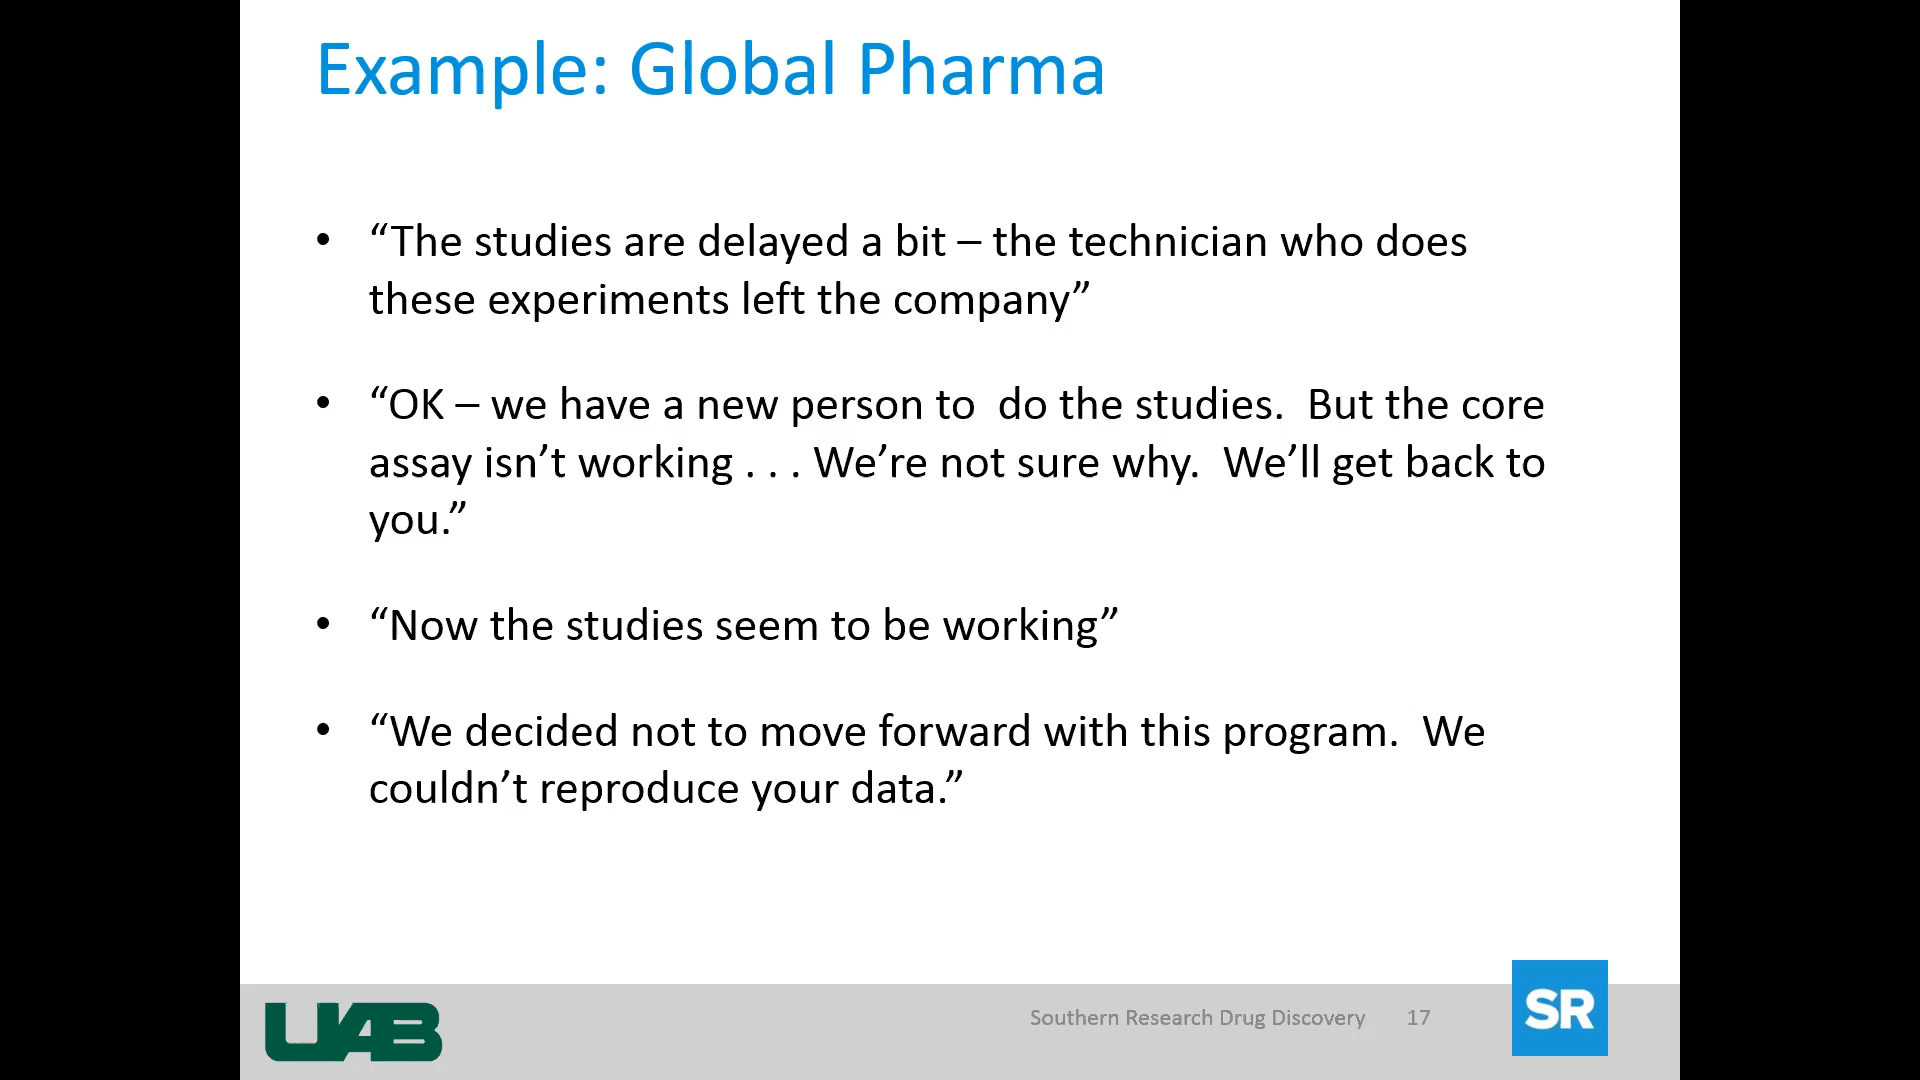 Example: Global Pharma
• “The studies are delayed a bit – the technician who does
these experiments left the company”
• “OK – we have a new person to  do the studies.  But the core
assay isn’t working . . . We’re not sure why.  We’ll get back to
you.”
• “Now the studies seem to be working”
• “We decided not to move forward with this program.  We
couldn’t reproduce your data.”
UAB
Southern Research Drug Discovery 17
SR